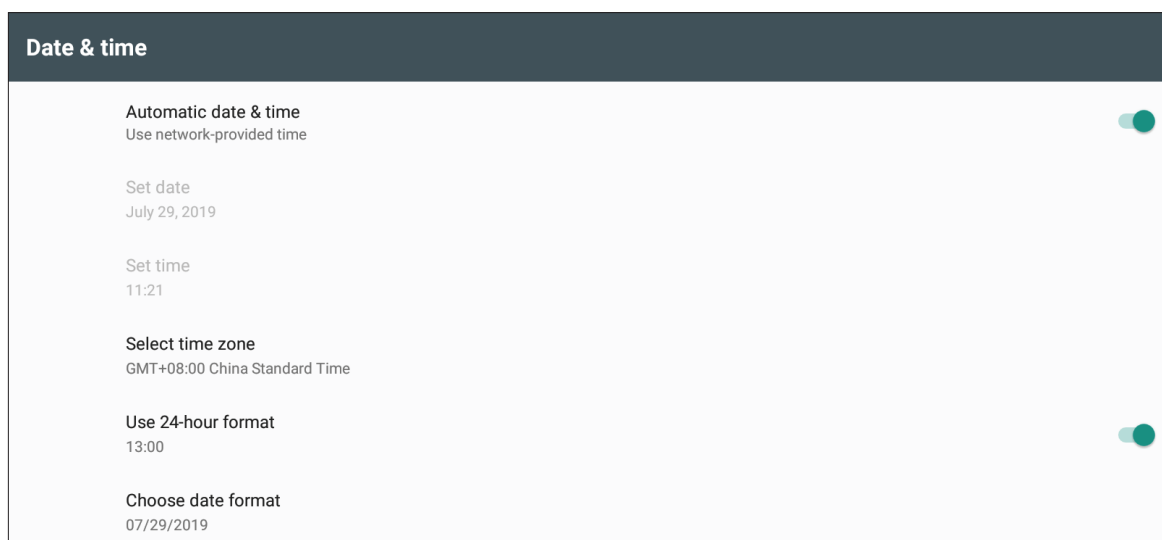 Date & time
Automatic date & time
Use network-provided time
Set date
July 29, 2019
Set time
11:21
Select time zone
GMT+08:00 China Standard Time
Use 24-hour format
13:00
Choose date format
07/29/2019